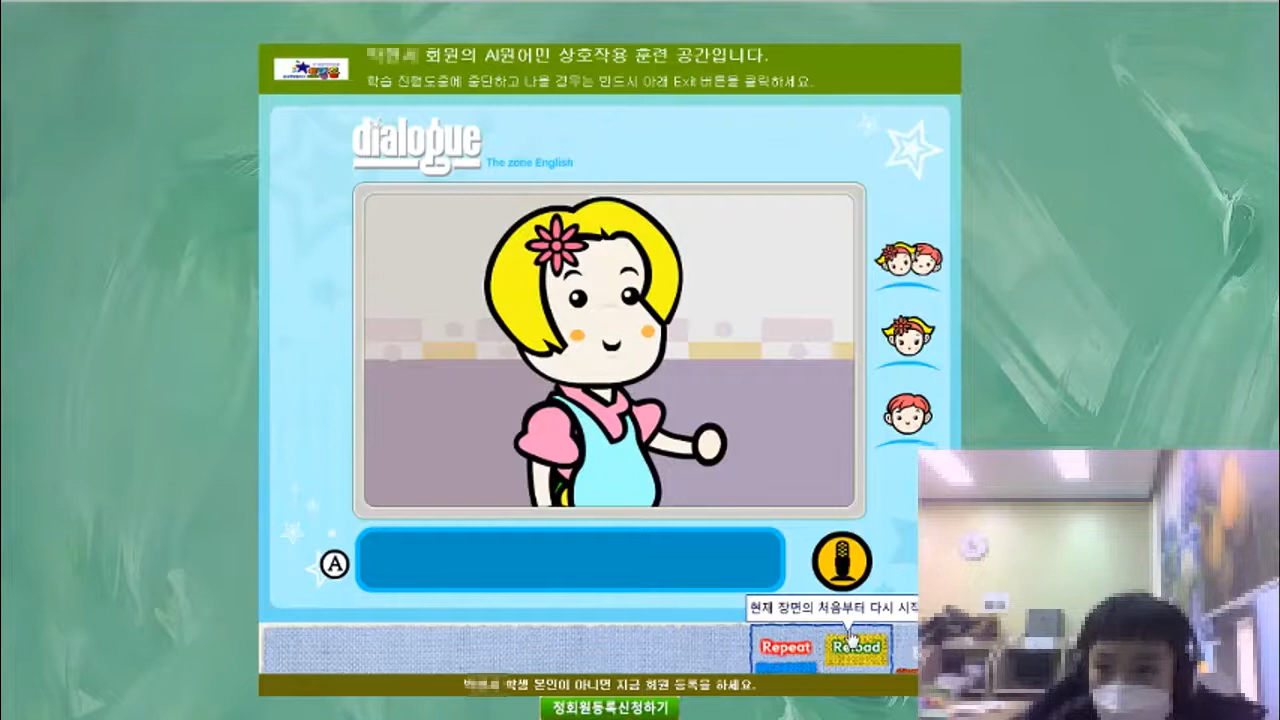 회원의 AI원어민 상호작용 훈련 공간입니다.
학습 진행도중에 중단하고 나올 경우는 반드시 아래 Exit 버튼을 클릭하세요.
dialogue
The zone English
A
현재 장면의 처음부터 다시 시작
Repeat
Reload
학생 본인이 아니면 지금 회원 등록을 하세요.
정회원등록신청하기